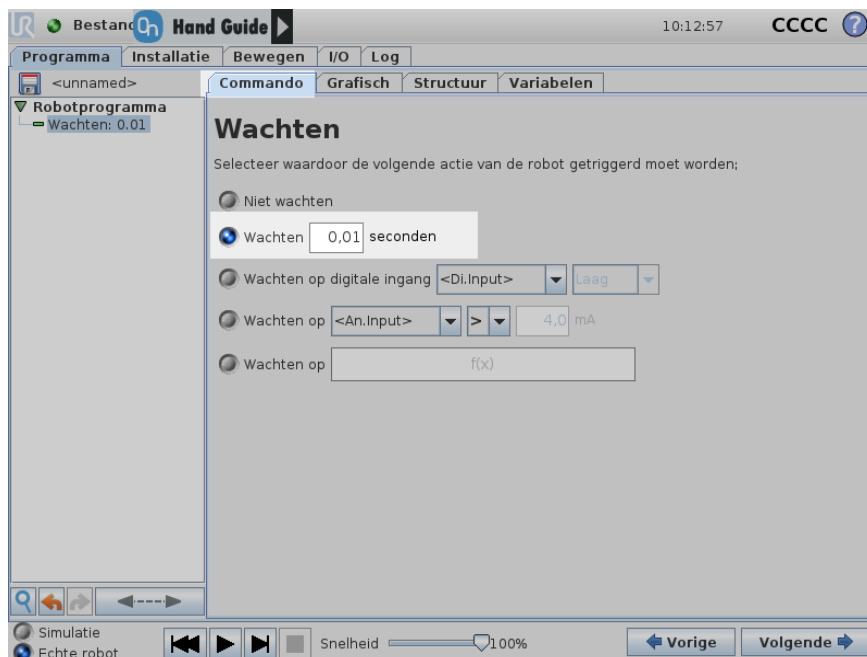 UR Bestand On Hand Guide 10:12:57 CCCC ?
Programma Installatie Bewegen I/O Log
<unnamed> Commando Grafisch Structuur Variabelen
Robotprogramma
Wachten: 0.01
Wachten
Selecteer waardoor de volgende actie van de robot getriggerd moet worden;
Niet wachten
Wachten 0,01 seconden
Wachten op digitale ingang <Di.Input> Laag
Wachten op <An.Input> > 4,0 mA
Wachten op f(x)
Simulatie
Echte robot
Snelheid 100% Vorige Volgende